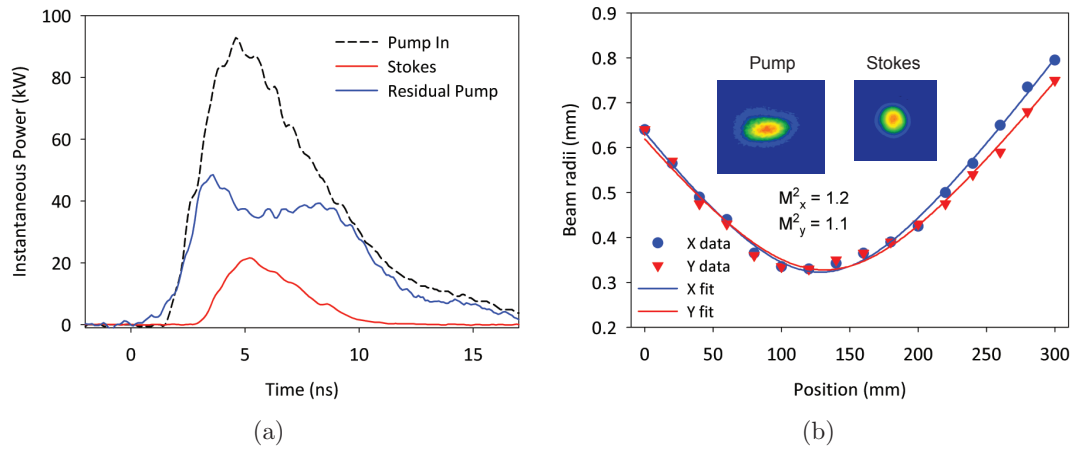 100
80
60
40
20
0
Instantaneous Power (kW)
Pump In
Stokes
Residual Pump
0 5 10 15
Time (ns)
(a)
0.9
0.8
0.7
0.6
0.5
0.4
0.3
0.2
Beam radii (mm)
Pump Stokes
M²x = 1.2
M²y = 1.1
X data
Y data
X fit
Y fit
0 50 100 150 200 250 300
Position (mm)
(b)